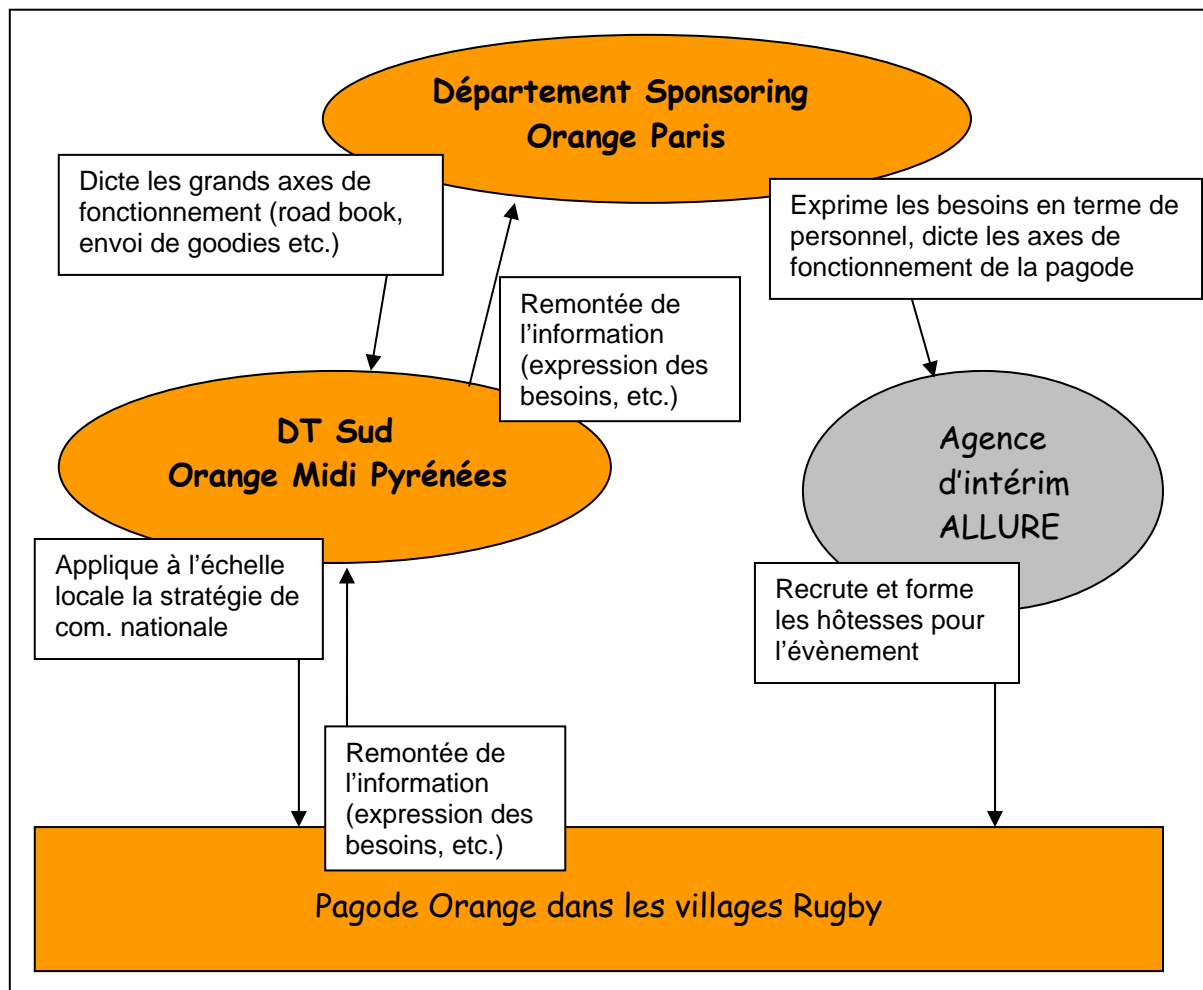 Département Sponsoring
Orange Paris
Dicte les grands axes de
fonctionnement (road book,
envoi de goodies etc.)
Exprime les besoins en terme de
personnel, dicte les axes de
fonctionnement de la pagode
Remontée de
l’information
(expression des
besoins, etc.)
DT Sud
Orange Midi Pyrénées
Agence
d’intérim
ALLURE
Applique à l’échelle
locale la stratégie de
com. nationale
Recrute et forme
les hôtesses pour
l’évènement
Remontée de
l’information
(expression des
besoins, etc.)
Pagode Orange dans les villages Rugby